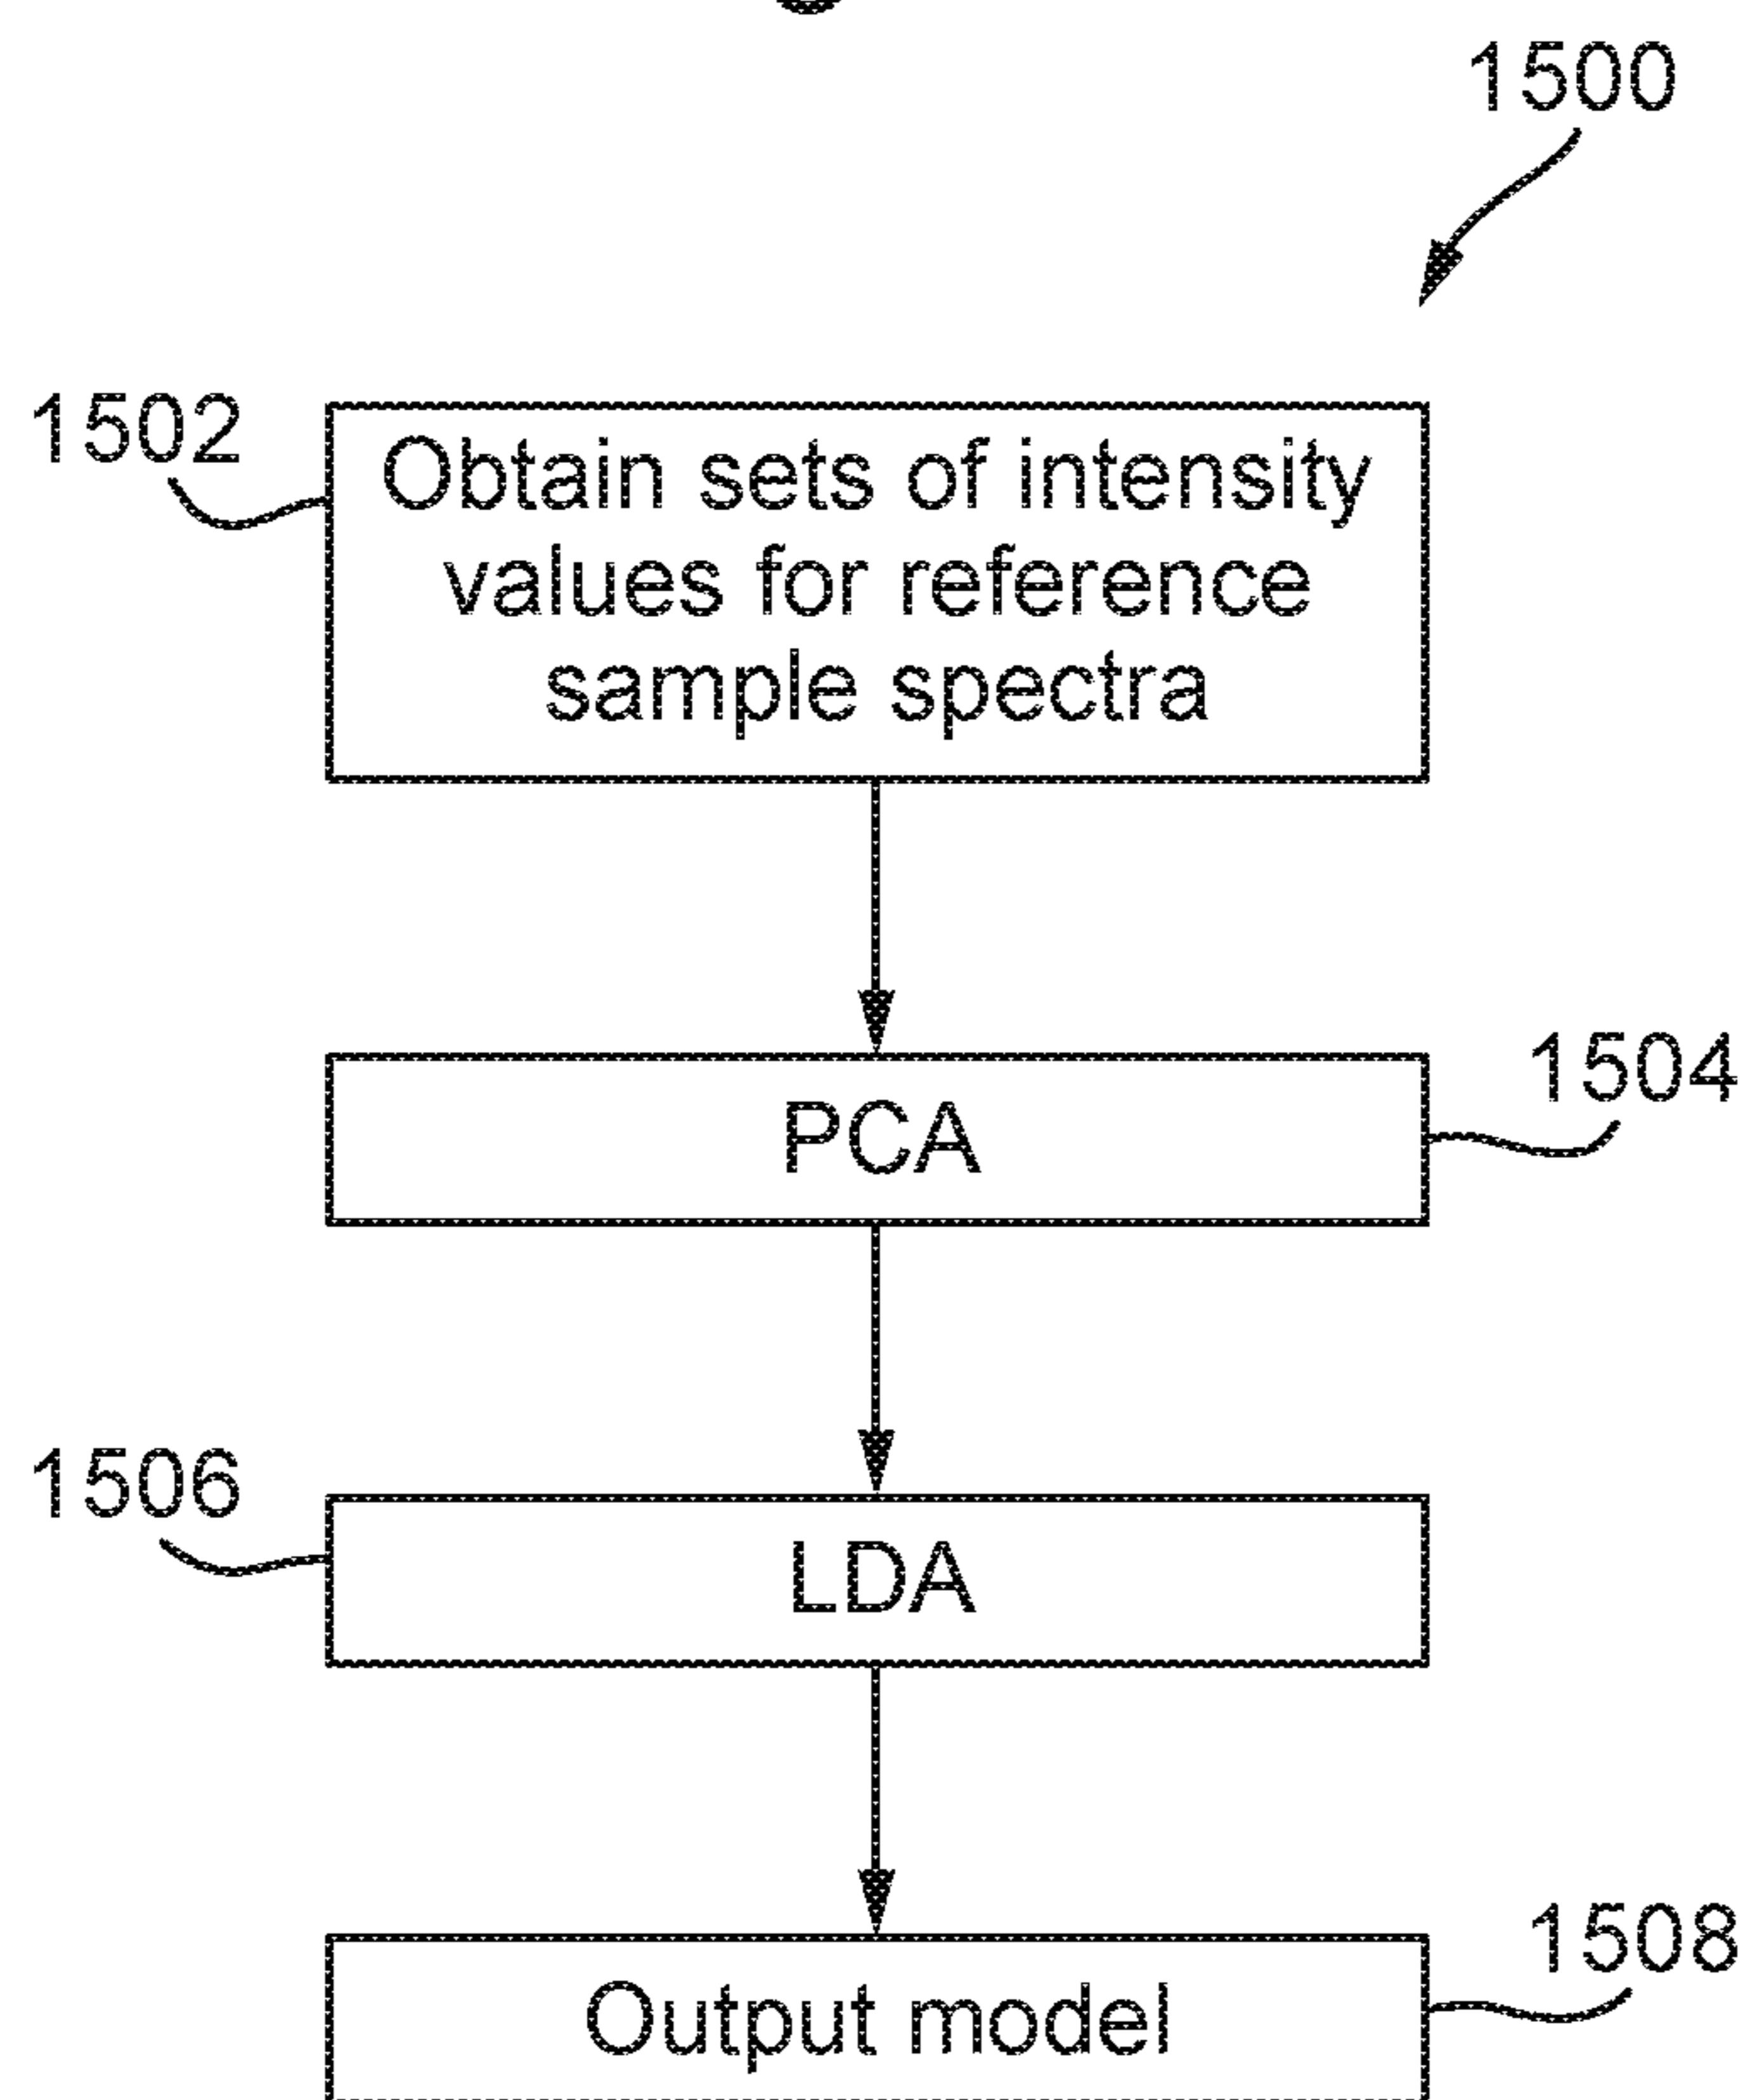 1500
1502
Obtain sets of intensity
values for reference
sample spectra
1504
PCA
1506
LDA
1508
Output model